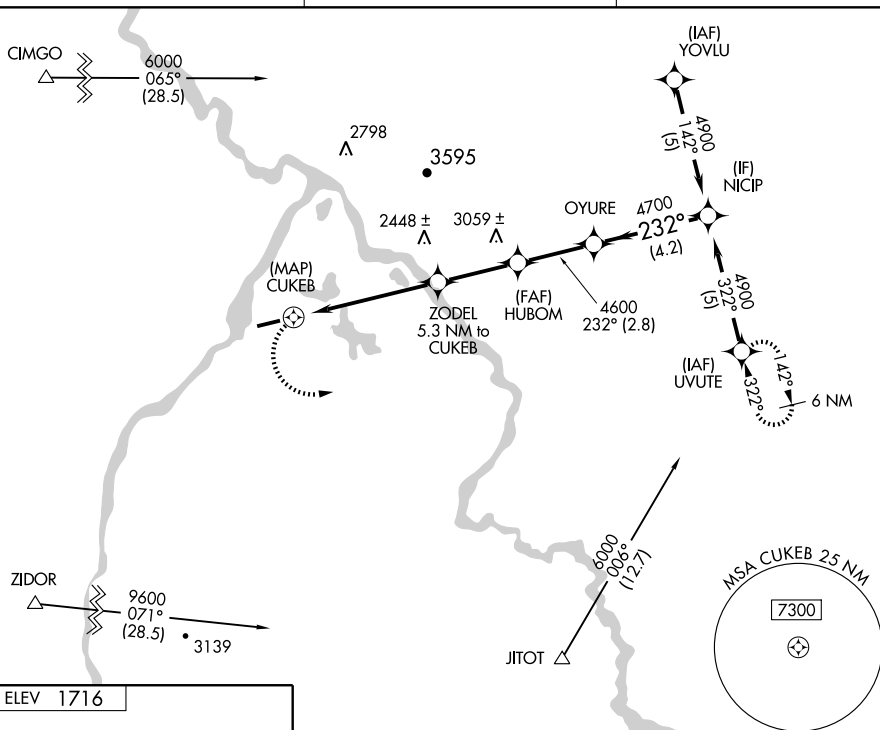 CIMGO
6000
065°
(28.5)
2798
3595
2448 ±
3059 ±
(IAF)
YOVLU
4900
142°
(5)
(IF)
NICIP
OYURE
4700
232°
(4.2)
(MAP)
CUKEB
ZODEL
5.3 NM to
CUKEB
(FAF)
HUBOM
4600
232° (2.8)
4900
322°
(5)
(IAF)
UVUTE
142°
322°
6 NM
6000
006°
(12.7)
JITOT
ZIDOR
9600
071°
(28.5)
3139
MSA CUKEB 25 NM
7300
ELEV 1716